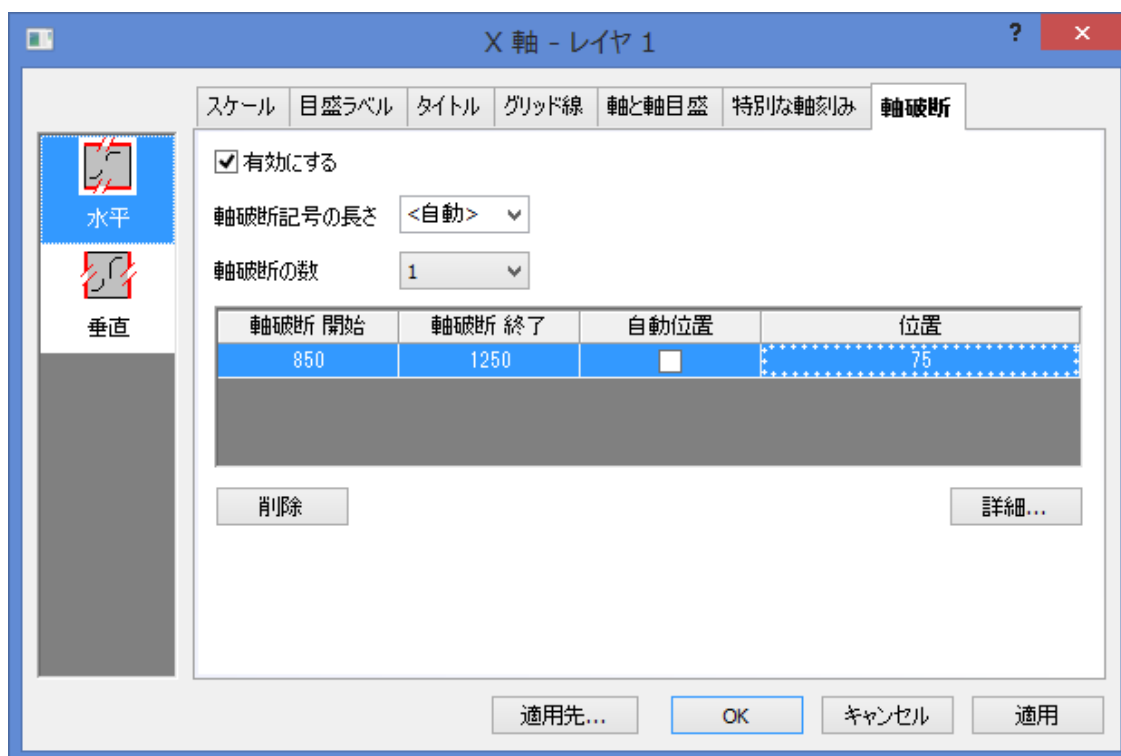 X 軸 - レイヤ 1
?
スケール 目盛ラベル タイトル グリッド線 軸と軸目盛 特別な軸刻み 軸破断
水平
垂直
有効にする
軸破断記号の長さ <自動>
軸破断の数 1
軸破断 開始 軸破断 終了 自動位置 位置
850 1250 75
削除 詳細...
適用先... OK キャンセル 適用